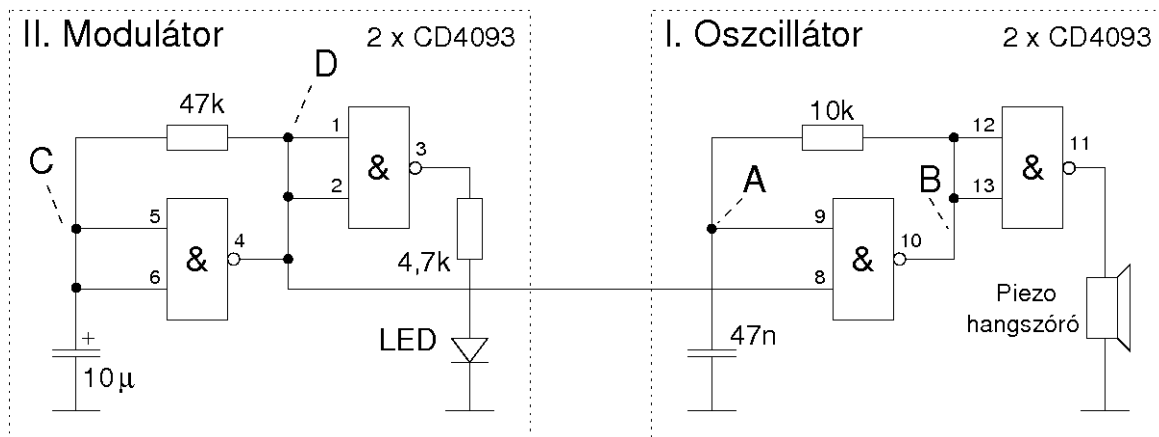 II. Modulátor
2 x CD4093
D
47k
1
3
C
&
2
5
4
&
6
4,7k
+
LED
10µ
I. Oszcillátor
2 x CD4093
10k
12
11
A
B
&
13
9
10
&
8
Piezo
hangszóró
47n